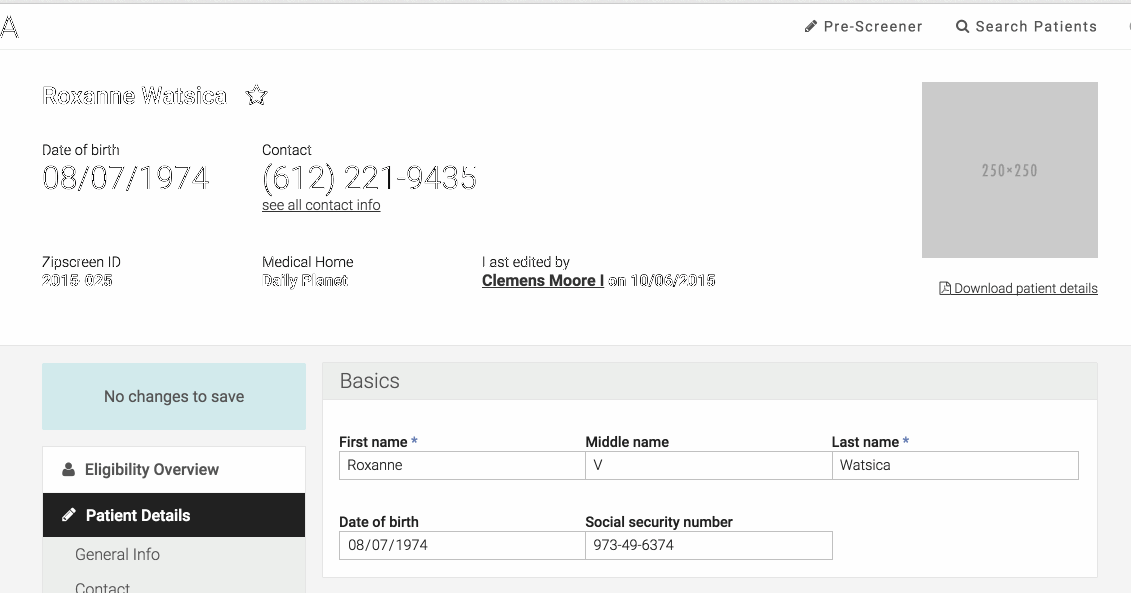 A
Pre-Screener Search Patients
Roxanne Watsica
Date of birth Contact
08/07/1974 (612) 221-9435
see all contact info
250×250
Zipscreen ID Medical Home Last edited by
2015-025 Daily Planet Clemens Moore I on 10/06/2015
Download patient details
No changes to save
Basics
First name * Middle name Last name *
Roxanne V Watsica
Eligibility Overview
Patient Details
Date of birth Social security number
08/07/1974 973-49-6374
General Info
Contact